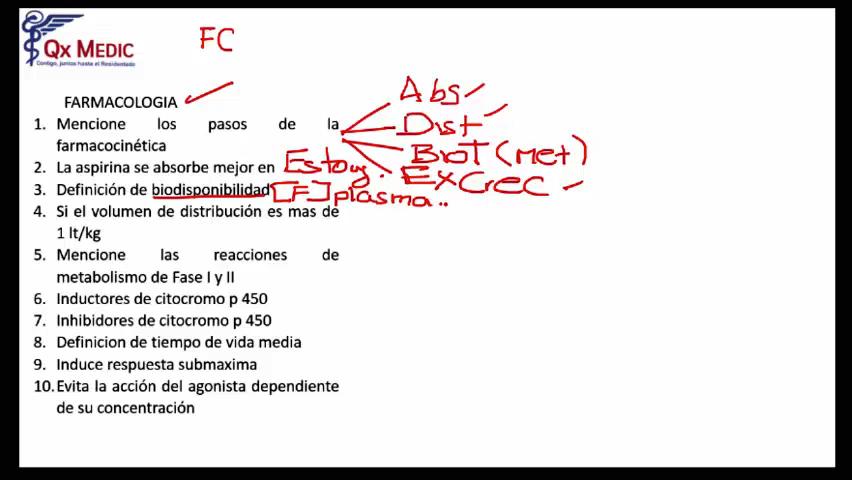 FC
Qx MEDIC
Contigo, juntos hasta el Residentado
FARMACOLOGIA
Abs
1. Mencione los pasos de la
Dist
farmacocinética
BioT (Met)
2. La aspirina se absorbe mejor en Estomg.
Excrec
3. Definición de biodisponibilidad [F] plasma..
4. Si el volumen de distribución es mas de
1 lt/kg
5. Mencione las reacciones de
metabolismo de Fase I y II
6. Inductores de citocromo p 450
7. Inhibidores de citocromo p 450
8. Definicion de tiempo de vida media
9. Induce respuesta submaxima
10. Evita la acción del agonista dependiente
de su concentración